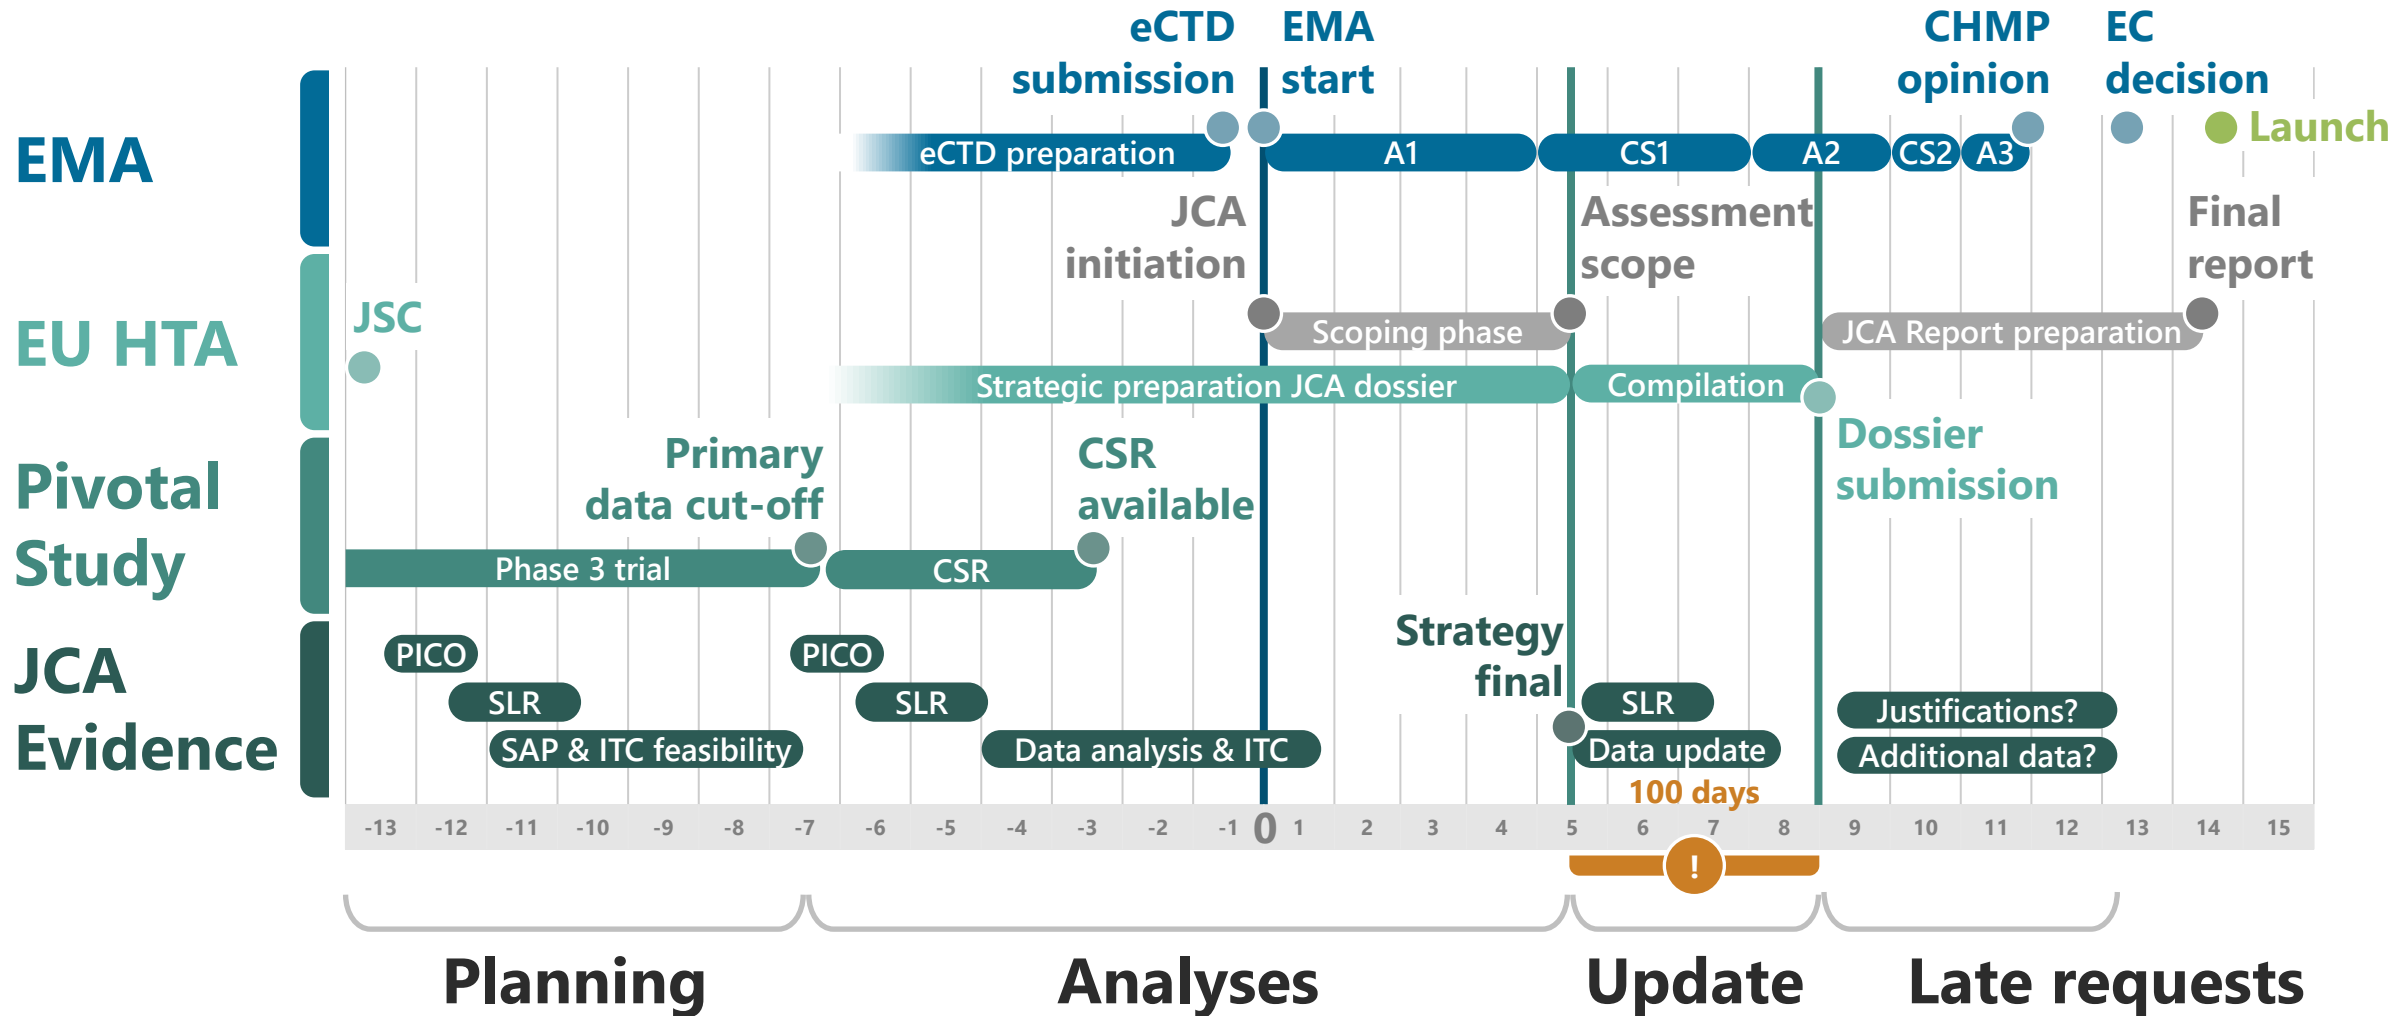 eCTD
submission
EMA
start
CHMP
opinion
EC
decision
Launch
EMA
eCTD preparation
A1
CS1
A2
CS2
A3
JCA
initiation
Assessment
scope
Final
report
EU HTA
JSC
Scoping phase
JCA Report preparation
Strategic preparation JCA dossier
Compilation
Dossier
submission
Pivotal
Study
Primary
data cut-off
CSR
available
Phase 3 trial
CSR
JCA
Evidence
PICO
SLR
SAP & ITC feasibility
PICO
SLR
Data analysis & ITC
Strategy
final
SLR
Data update
100 days
Justifications?
Additional data?
-13 -12 -11 -10 -9 -8 -7 -6 -5 -4 -3 -2 -1 0 1 2 3 4 5 6 7 8 9 10 11 12 13 14 15
!
Planning
Analyses
Update
Late requests